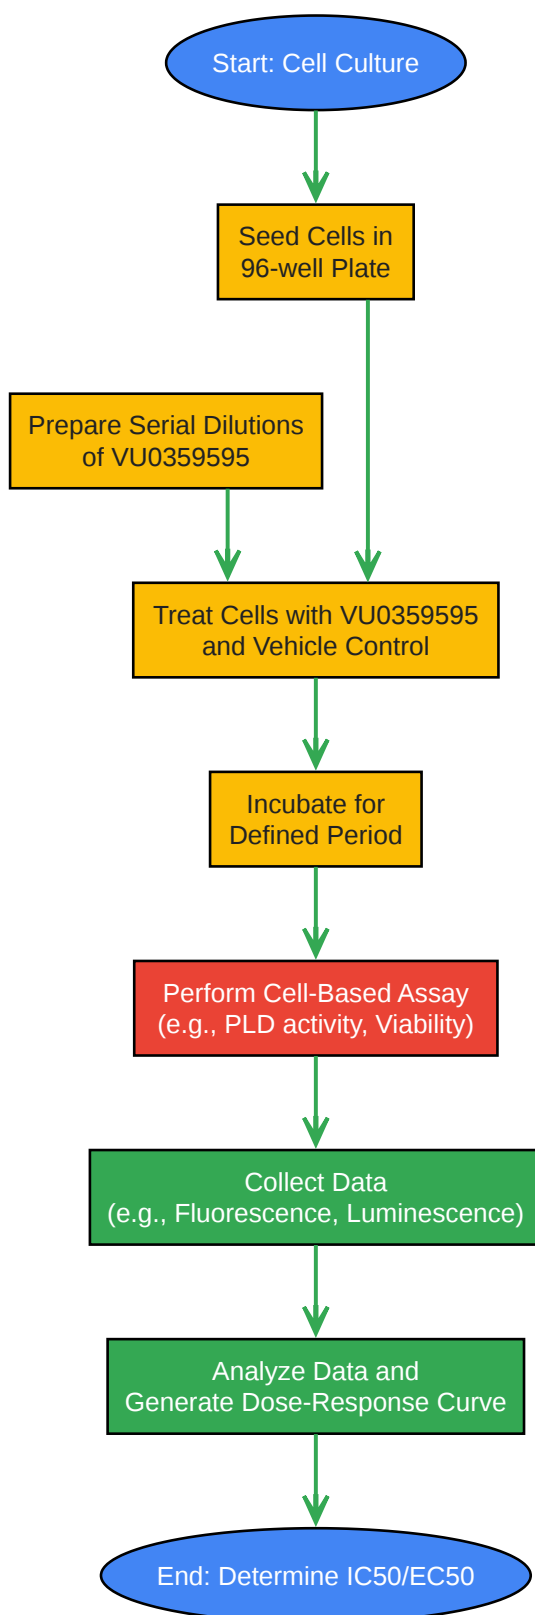 Start: Cell Culture
Seed Cells in
96-well Plate
Prepare Serial Dilutions
of VU0359595
Treat Cells with VU0359595
and Vehicle Control
Incubate for
Defined Period
Perform Cell-Based Assay
(e.g., PLD activity, Viability)
Collect Data
(e.g., Fluorescence, Luminescence)
Analyze Data and
Generate Dose-Response Curve
End: Determine IC50/EC50